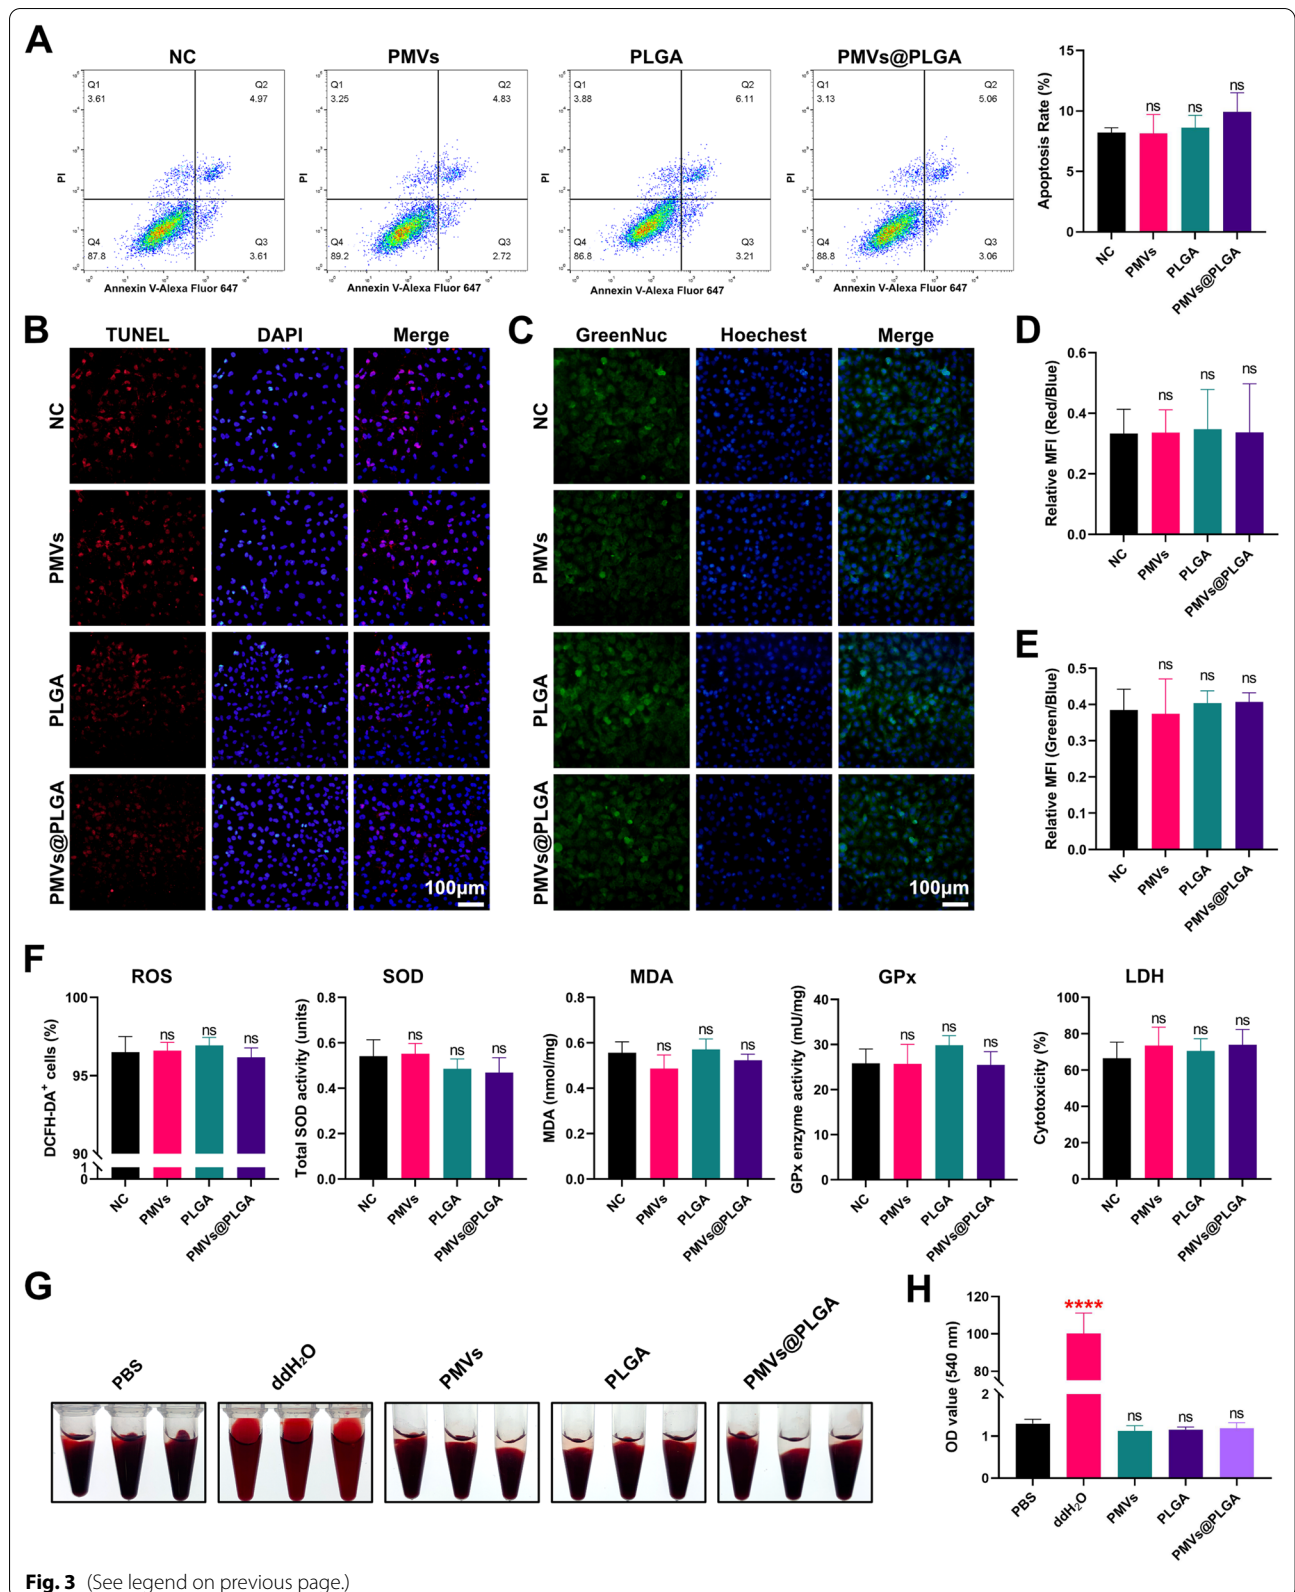 A
NC
PMVs
PLGA
PMVs@PLGA
Q1
3.61
Q2
4.97
Q4
87.8
Q3
3.61
PI
Annexin V-Alexa Fluor 647
Q1
3.25
Q2
4.83
Q4
89.2
Q3
2.72
PI
Annexin V-Alexa Fluor 647
Q1
3.88
Q2
6.11
Q4
86.8
Q3
3.21
PI
Annexin V-Alexa Fluor 647
Q1
3.13
Q2
5.06
Q4
88.8
Q3
3.06
PI
Annexin V-Alexa Fluor 647
Apoptosis Rate (%)
15
10
5
0
ns
ns
ns
NC
PMVs
PLGA
PMVs@PLGA
B
TUNEL
DAPI
Merge
NC
PMVs
PLGA
PMVs@PLGA
100μm
C
GreenNuc
Hoechest
Merge
NC
PMVs
PLGA
PMVs@PLGA
100μm
D
Relative MFI (Red/Blue)
0.6
0.4
0.2
0.0
ns
ns
ns
NC
PMVs
PLGA
PMVs@PLGA
E
Relative MFI (Green/Blue)
0.5
0.4
0.3
0.2
0.1
0.0
ns
ns
ns
NC
PMVs
PLGA
PMVs@PLGA
F
ROS
DCFH-DA⁺ cells (%)
100
95
90
1
0
ns
ns
ns
NC
PMVs
PLGA
PMVs@PLGA
SOD
Total SOD activity (units)
0.8
0.6
0.4
0.2
0.0
ns
ns
ns
NC
PMVs
PLGA
PMVs@PLGA
MDA
MDA (nmol/mg)
0.8
0.6
0.4
0.2
0.0
ns
ns
ns
NC
PMVs
PLGA
PMVs@PLGA
GPx
GPx enzyme activity (mU/mg)
40
30
20
10
0
ns
ns
ns
NC
PMVs
PLGA
PMVs@PLGA
LDH
Cytotoxicity (%)
100
80
60
40
20
0
ns
ns
ns
NC
PMVs
PLGA
PMVs@PLGA
G
PBS
ddH₂O
PMVs
PLGA
PMVs@PLGA
H
OD value (540 nm)
120
100
80
2
1
0
****
ns
ns
ns
PBS
ddH₂O
PMVs
PLGA
PMVs@PLGA
Fig. 3 (See legend on previous page.)